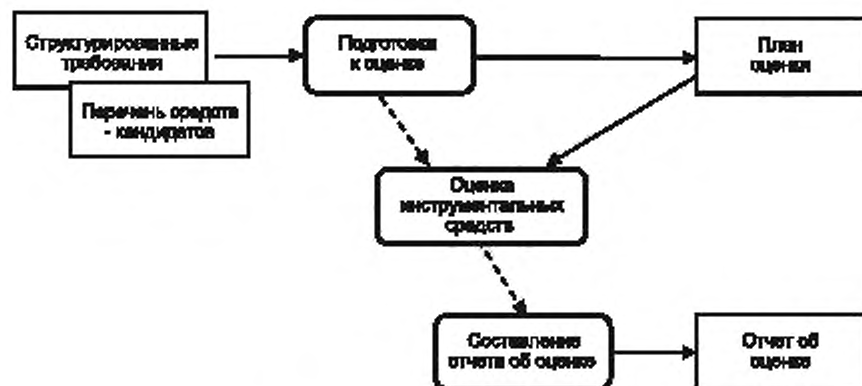 Структурированные
требования
Подготовка
к оценке
План
оценки
Перечень средств
- кандидатов
Оценка
инструментальных
средств
Составление
отчета об оценке
Отчет об
оценке